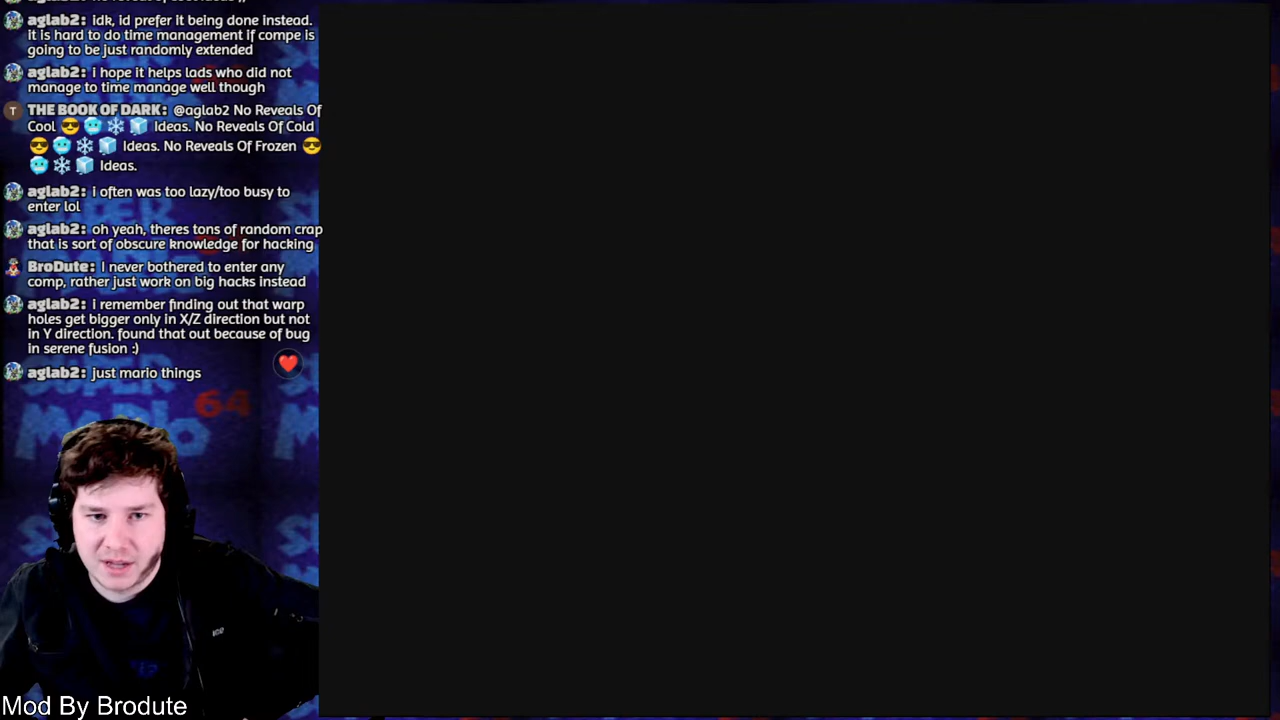 aglab2: idk, id prefer it being done instead.
it is hard to do time management if compe is
going to be just randomly extended
aglab2: i hope it helps lads who did not
manage to time manage well though
T THE BOOK OF DARK: @aglab2 No Reveals Of
Cool 😎 🥶 ❄️ 🧊 Ideas. No Reveals Of Cold
😎 🥶 ❄️ 🧊 Ideas. No Reveals Of Frozen 😎
🥶 ❄️ 🧊 Ideas.
aglab2: i often was too lazy/too busy to
enter lol
aglab2: oh yeah, theres tons of random crap
that is sort of obscure knowledge for hacking
BroDute: I never bothered to enter any
comp, rather just work on big hacks instead
aglab2: i remember finding out that warp
holes get bigger only in X/Z direction but not
in Y direction. found that out because of bug
in serene fusion :)
aglab2: just mario things
SUPER
MARIO 64
Mod By Brodute